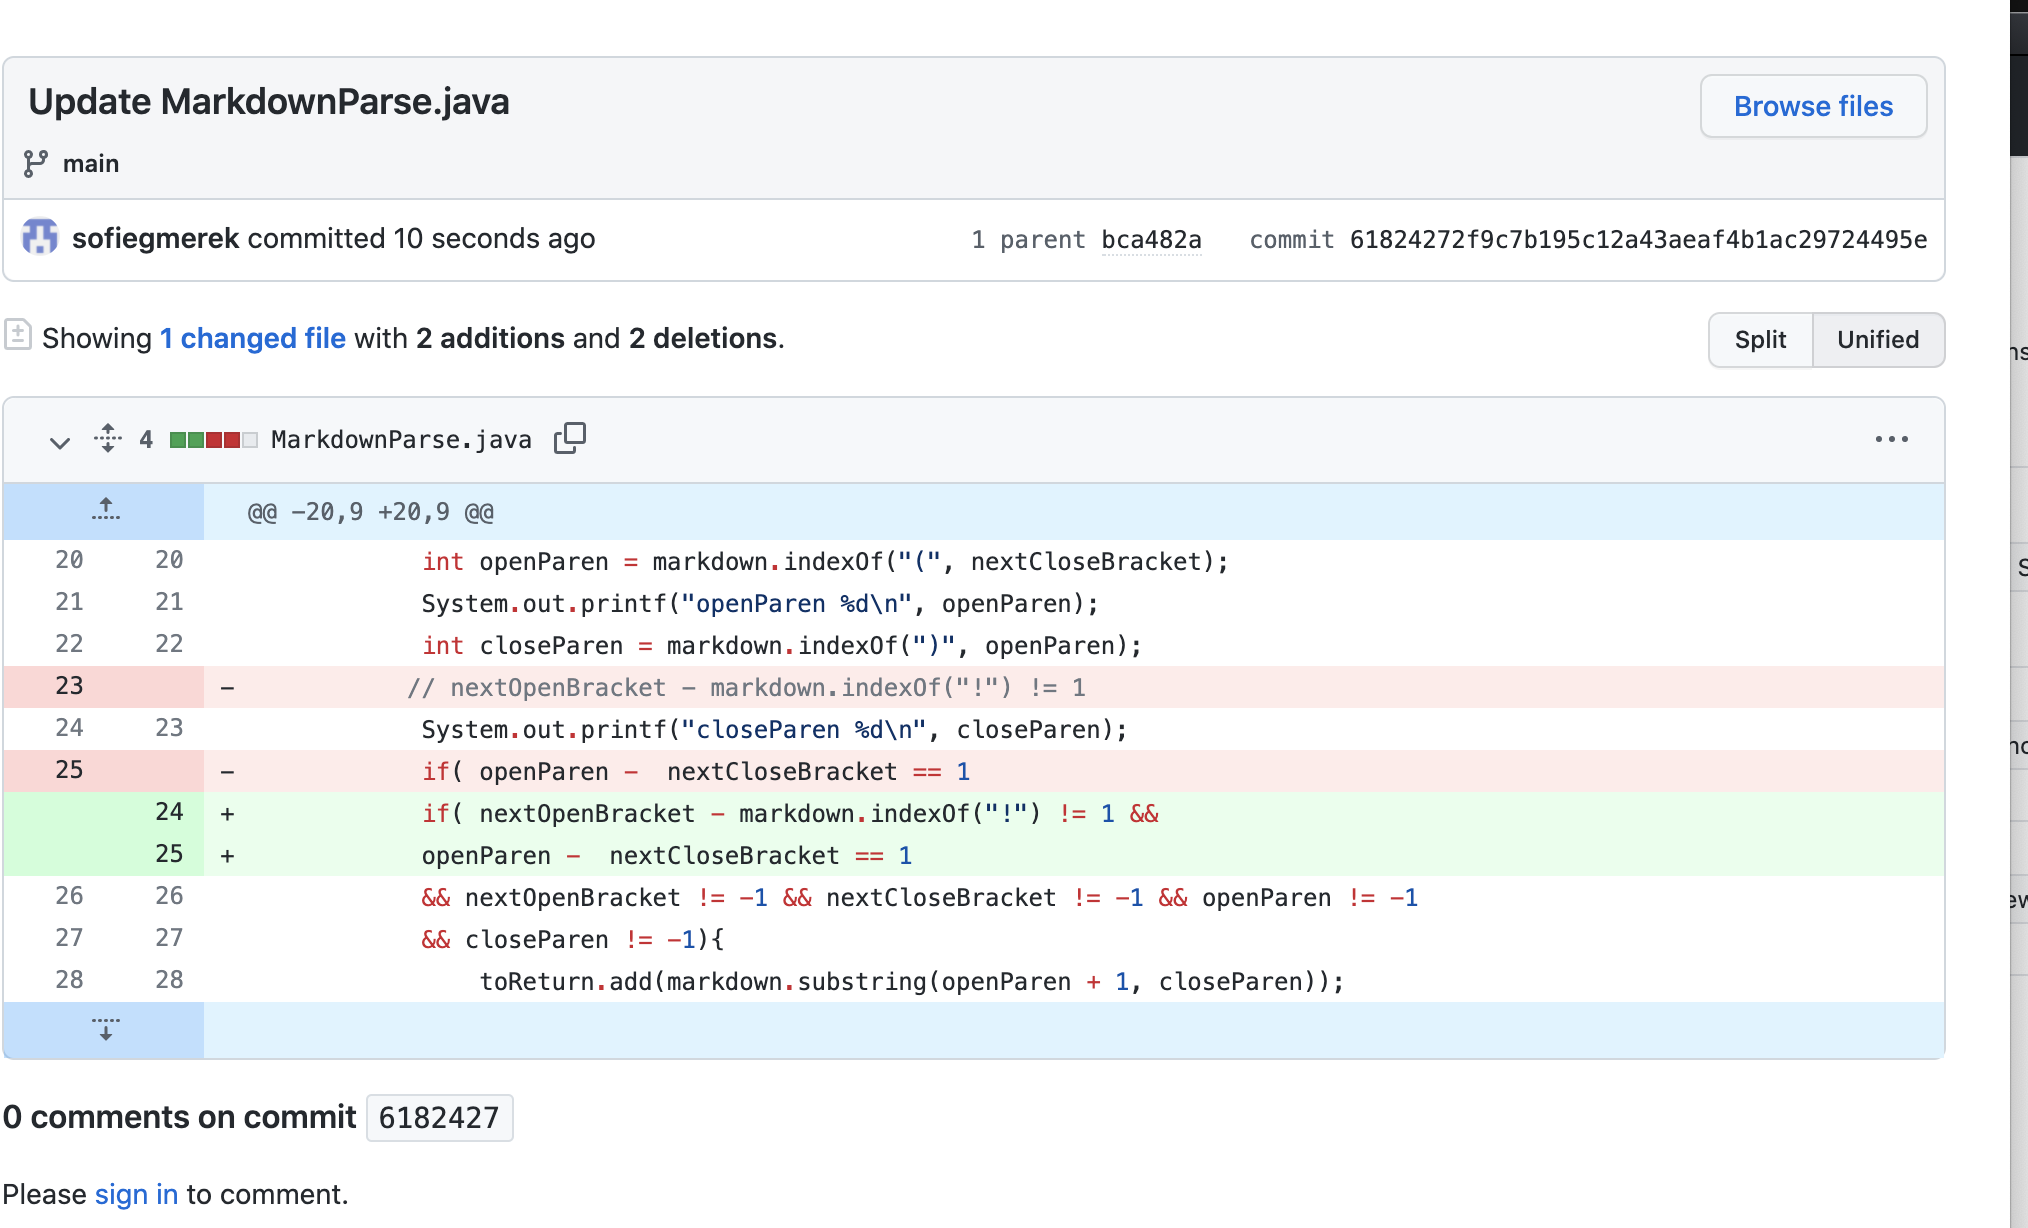 Update MarkdownParse.java
Browse files
main
sofiegmerek committed 10 seconds ago 1 parent bca482a commit 61824272f9c7b195c12a43aeaf4b1ac29724495e
Showing 1 changed file with 2 additions and 2 deletions.
Split Unified
4 MarkdownParse.java
@@ -20,9 +20,9 @@
20 20 int openParen = markdown.indexOf("(", nextCloseBracket);
21 21 System.out.printf("openParen %d\n", openParen);
22 22 int closeParen = markdown.indexOf(")", openParen);
23 - // nextOpenBracket - markdown.indexOf("!") != 1
24 23 System.out.printf("closeParen %d\n", closeParen);
25 - if( openParen -  nextCloseBracket == 1
24 + if( nextOpenBracket - markdown.indexOf("!") != 1 &&
25 + openParen -  nextCloseBracket == 1
26 26 && nextOpenBracket != -1 && nextCloseBracket != -1 && openParen != -1
27 27 && closeParen != -1){
28 28 toReturn.add(markdown.substring(openParen + 1, closeParen));
0 comments on commit 6182427
Please sign in to comment.